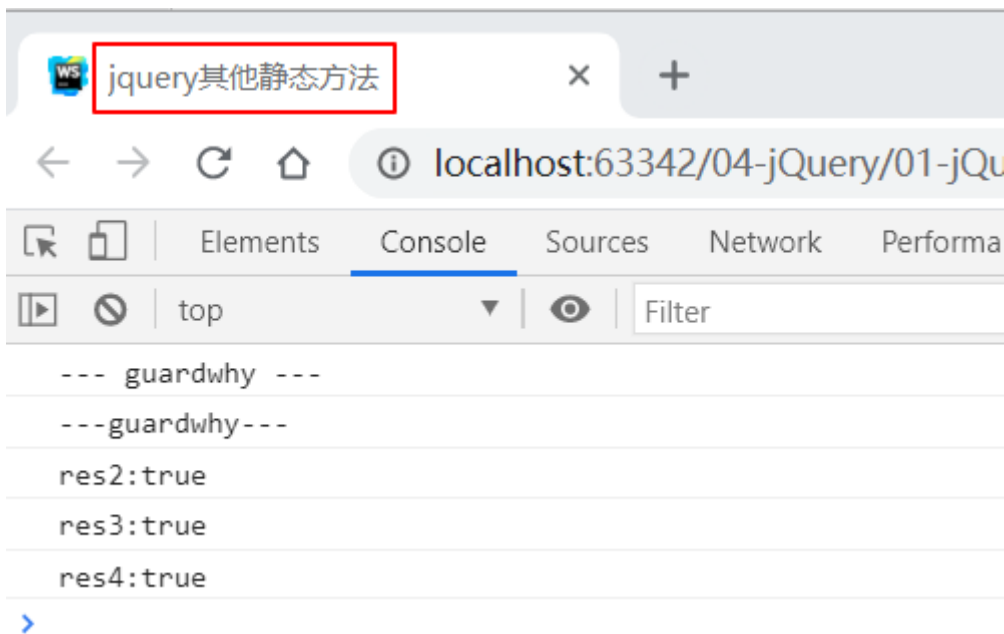 WS
jquery其他静态方法
localhost:63342/04-jQuery/01-jQu
Elements Console Sources Network Performa
top Filter
--- guardwhy ---
---guardwhy---
res2:true
res3:true
res4:true